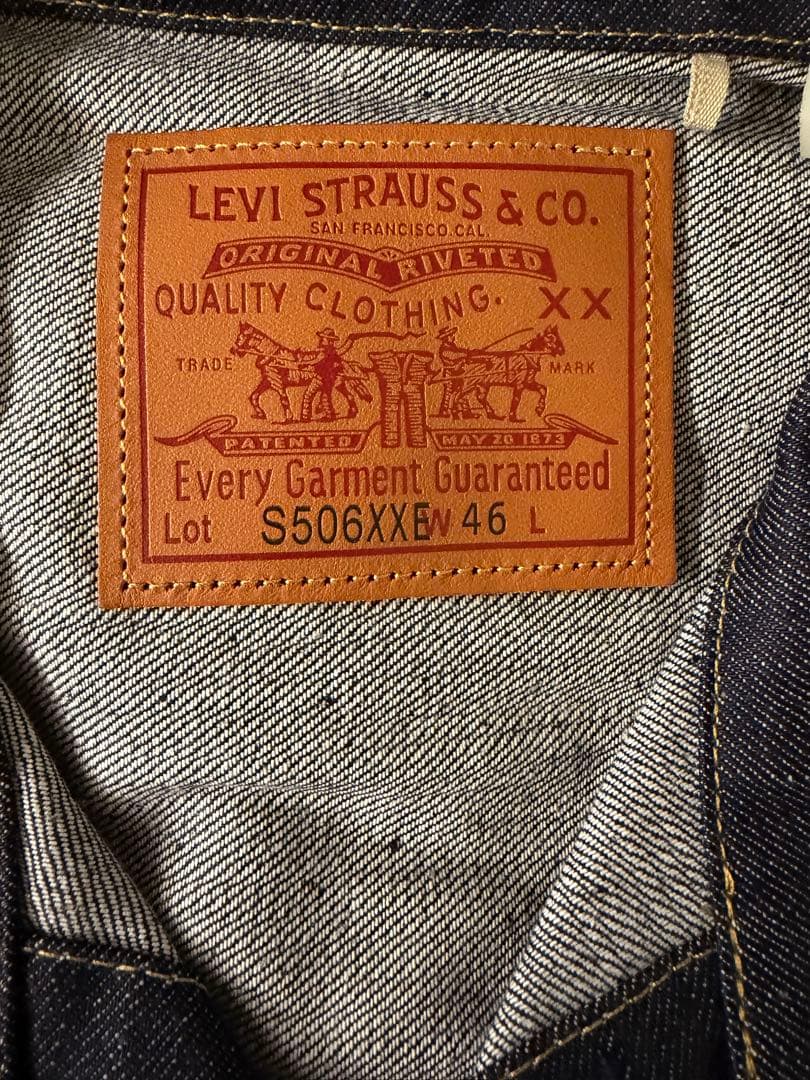 LEVI STRAUSS & CO.
SAN FRANCISCO.CAL.
ORIGINAL RIVETED
QUALITY CLOTHING. XX
TRADE MARK
PATENTED MAY 20 1873
Every Garment Guaranteed
Lot S506XXE W 46 L